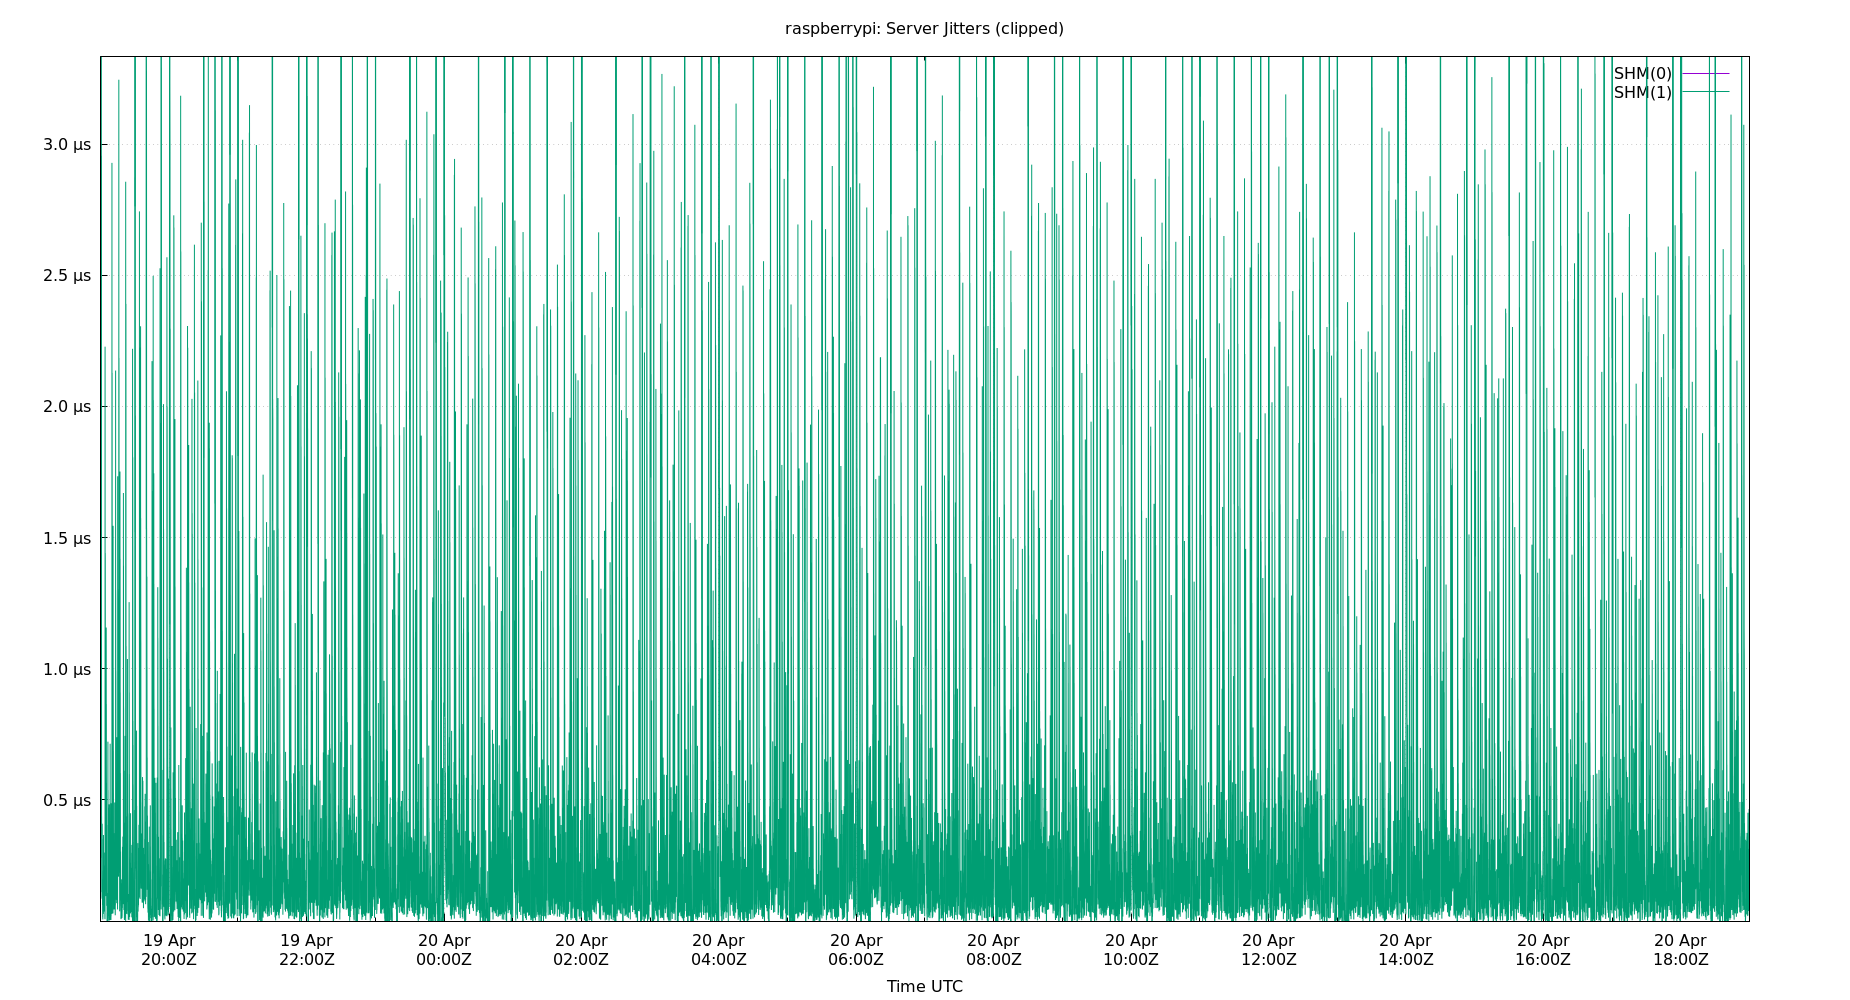 raspberrypi: Server Jitters (clipped)
SHM(0)
SHM(1)
3.0 µs
2.5 µs
2.0 µs
1.5 µs
1.0 µs
0.5 µs
19 Apr 19 Apr 20 Apr 20 Apr 20 Apr 20 Apr 20 Apr 20 Apr 20 Apr 20 Apr 20 Apr 20 Apr
20:00Z 22:00Z 00:00Z 02:00Z 04:00Z 06:00Z 08:00Z 10:00Z 12:00Z 14:00Z 16:00Z 18:00Z
Time UTC